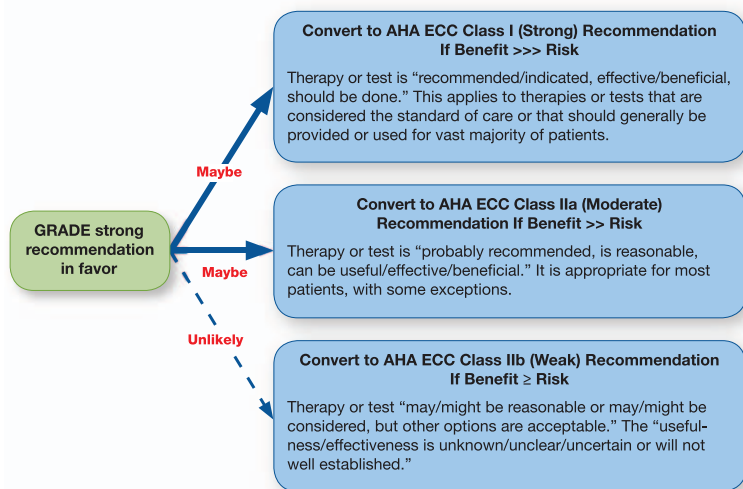 Convert to AHA ECC Class I (Strong) Recommendation
If Benefit >>> Risk
Therapy or test is “recommended/indicated, effective/beneficial,
should be done.” This applies to therapies or tests that are
considered the standard of care or that should generally be
provided or used for vast majority of patients.
Maybe
GRADE strong
recommendation
in favor
Maybe
Convert to AHA ECC Class IIa (Moderate)
Recommendation If Benefit >> Risk
Therapy or test is “probably recommended, is reasonable,
can be useful/effective/beneficial.” It is appropriate for most
patients, with some exceptions.
Unlikely
Convert to AHA ECC Class IIb (Weak) Recommendation
If Benefit ≥ Risk
Therapy or test “may/might be reasonable or may/might be
considered, but other options are acceptable.” The “useful-
ness/effectiveness is unknown/unclear/uncertain or will not
well established.”